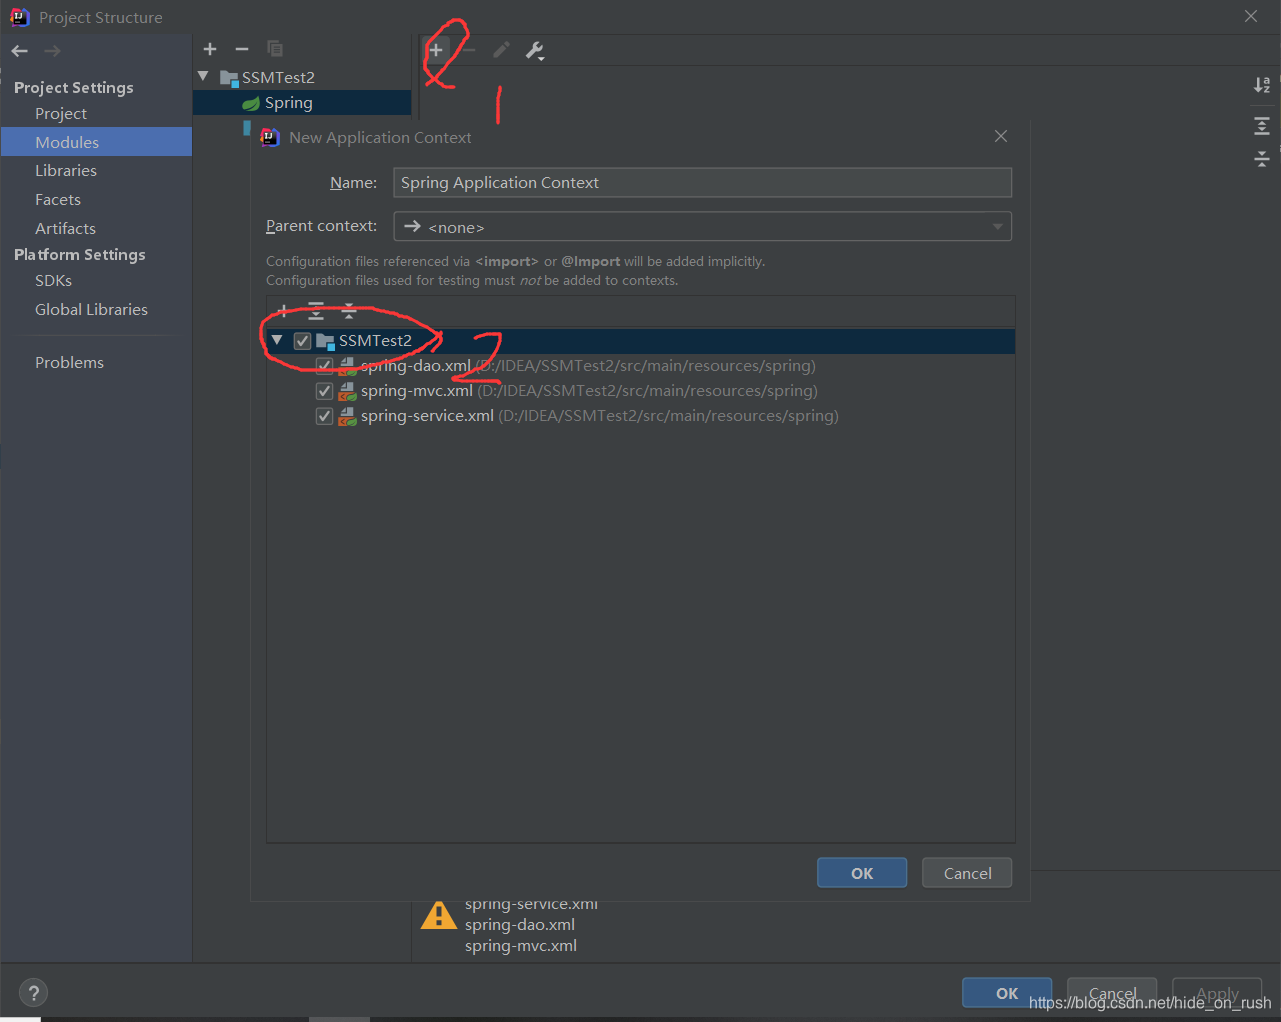 Project Structure
Project Settings
Project
Modules
Libraries
Facets
Artifacts
Platform Settings
SDKs
Global Libraries
Problems
SSMTest2
Spring
1
New Application Context
Name: Spring Application Context
Parent context: <none>
Configuration files referenced via <import> or @Import will be added implicitly.
Configuration files used for testing must not be added to contexts.
SSMTest2
2
spring-dao.xml (D:/IDEA/SSMTest2/src/main/resources/spring)
spring-mvc.xml (D:/IDEA/SSMTest2/src/main/resources/spring)
spring-service.xml (D:/IDEA/SSMTest2/src/main/resources/spring)
OK Cancel
spring-service.xml
spring-dao.xml
spring-mvc.xml
? OK Cancel Apply
https://blog.csdn.net/hide_on_rush